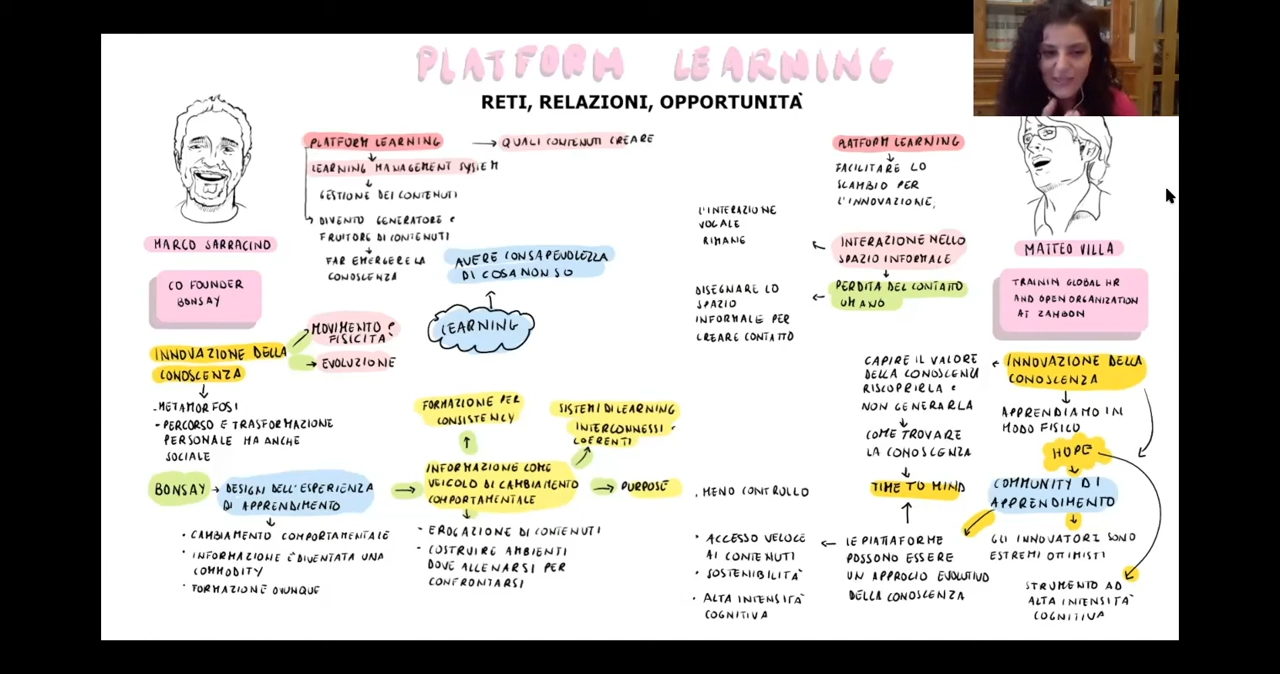 PLATFORM LEARNING
RETI, RELAZIONI, OPPORTUNITÀ
MARCO SARRACINO
CO FOUNDER
BONSAY
PLATFORM LEARNING → QUALI CONTENUTI CREARE
LEARNING MANAGEMENT SYSTEM
GESTIONE DEI CONTENUTI
DIVENTO GENERATORE E
FRUITORE DI CONTENUTI
FAR EMERGERE LA
CONOSCENZA
AVERE CONSAPEVOLEZZA
DI COSA NON SO
LEARNING
INNOVAZIONE DELLA
CONOSCENZA
MOVIMENTO E
FISICITÀ
EVOLUZIONE
- METAMORFOSI
- PERCORSO E TRASFORMAZIONE
PERSONALE MA ANCHE
SOCIALE
BONSAY → DESIGN DELL'ESPERIENZA
DI APPRENDIMENTO
• CAMBIAMENTO COMPORTAMENTALE
• INFORMAZIONE È DIVENTATA UNA
COMMODITY
• FORMAZIONE OVUNQUE
FORMAZIONE PER
CONSISTENCY
SISTEMI DI LEARNING
INTERCONNESSI E
COERENTI
INFORMAZIONE COME
VEICOLO DI CAMBIAMENTO
COMPORTAMENTALE
→ PURPOSE
- EROGAZIONE DI CONTENUTI
- COSTRUIRE AMBIENTI
DOVE ALLENARSI PER
CONFRONTARSI
PLATFORM LEARNING
FACILITARE LO
SCAMBIO PER
L'INNOVAZIONE,
INTERAZIONE NELLO
SPAZIO INFORMALE
L'INTERAZIONE
VOCALE
RIMANE
PERDITA DEL CONTATTO
UMANO
DISEGNARE LO
SPAZIO
INFORMALE PER
CREARE CONTATTO
MATTEO VILLA
TRAININ GLOBAL HR
AND OPEN ORGANIZATION
AT ZAMBON
INNOVAZIONE DELLA
CONOSCENZA
CAPIRE IL VALORE
DELLA CONOSCENZA
RISCOPRIRLA E
NON GENERARLA
COME TROVARE
LA CONOSCENZA
TIME TO MIND
APPRENDIAMO IN
MODO FISICO
HOPE
COMMUNITY DI
APPRENDIMENTO
GLI INNOVATORI SONO
ESTREMI OTTIMISTI
STRUMENTO AD
ALTA INTENSITÀ
COGNITIVA
LE PIATTAFORME
POSSONO ESSERE
UN APPROCIO EVOLUTIVO
DELLA CONOSCENZA
. MENO CONTROLLO
• ACCESSO VELOCE
AI CONTENUTI
• SOSTENIBILITÀ
• ALTA INTENSITÀ
COGNITIVA